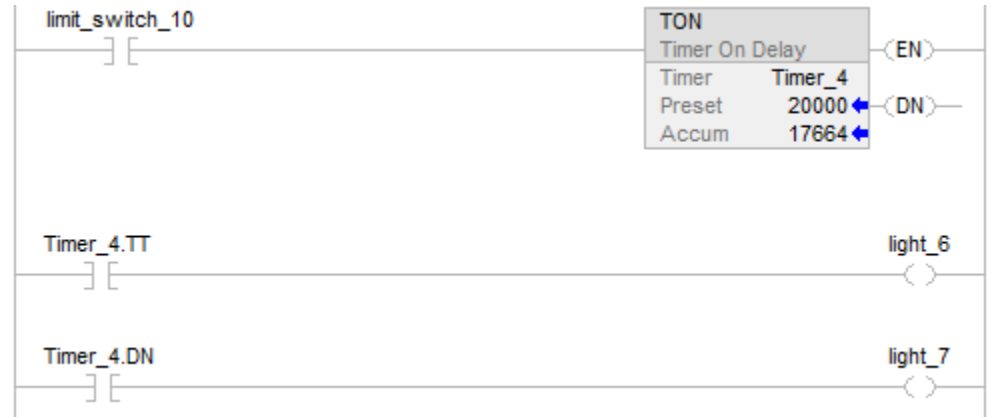 limit_switch_10
TON
Timer On Delay
EN
Timer Timer_4
Preset 20000
DN
Accum 17664
Timer_4.TT
light_6
Timer_4.DN
light_7